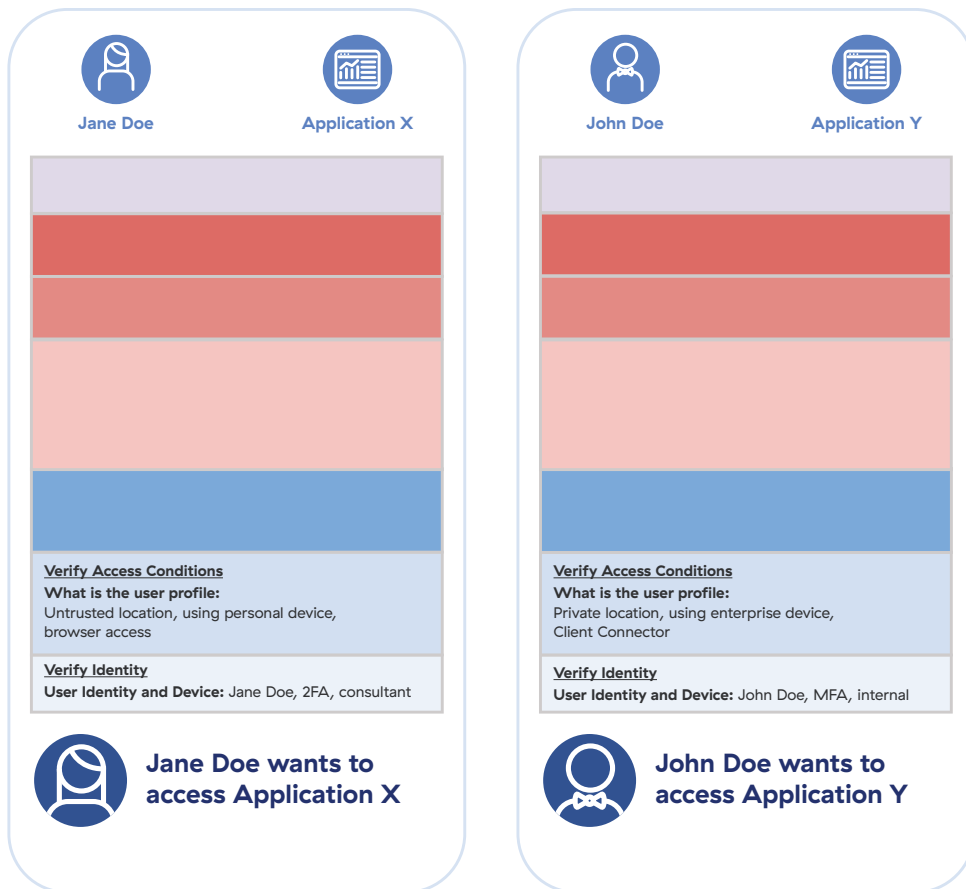 Jane Doe
Application X
Verify Access Conditions
What is the user profile:
Untrusted location, using personal device,
browser access
Verify Identity
User Identity and Device: Jane Doe, 2FA, consultant
Jane Doe wants to
access Application X
John Doe
Application Y
Verify Access Conditions
What is the user profile:
Private location, using enterprise device,
Client Connector
Verify Identity
User Identity and Device: John Doe, MFA, internal
John Doe wants to
access Application Y